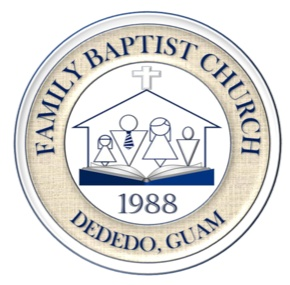 FAMILY BAPTIST CHURCH
1988
DEDEDO, GUAM